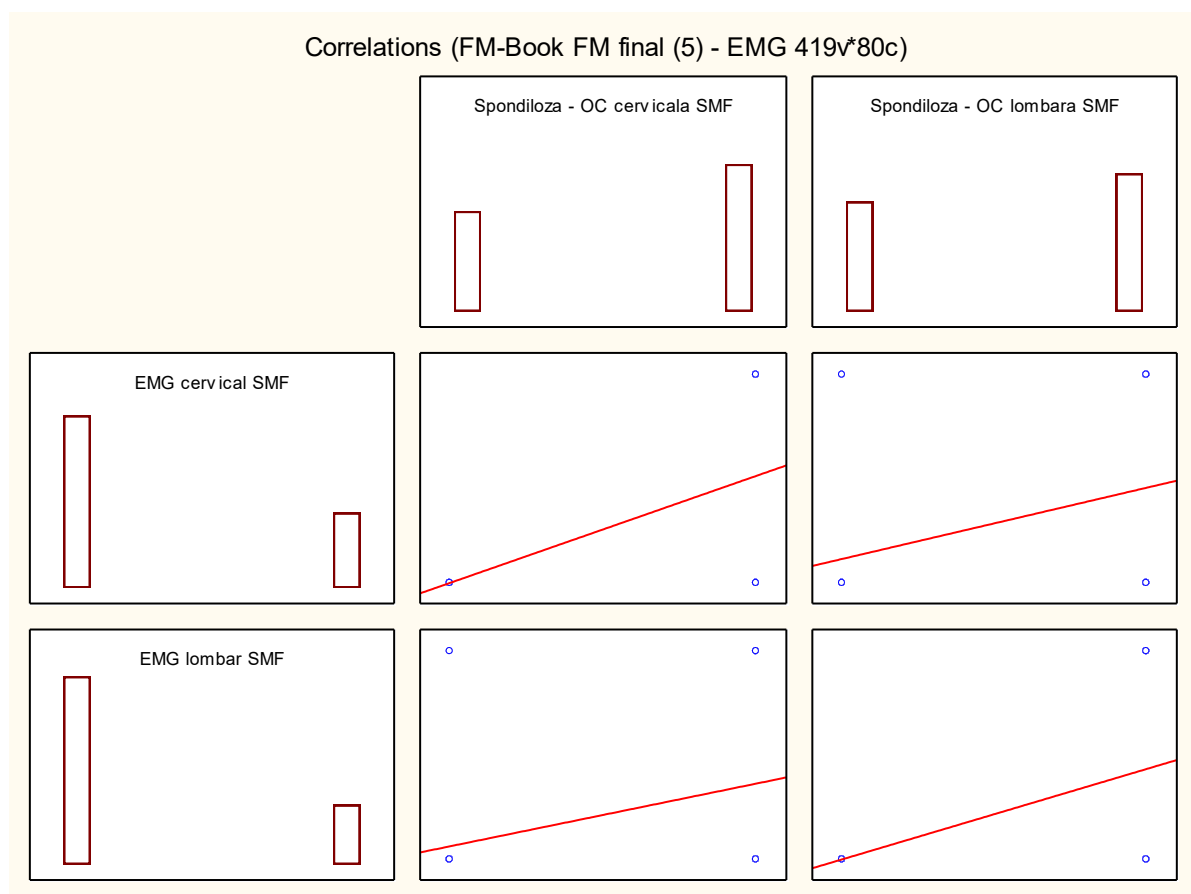 Correlations (FM-Book FM final (5) - EMG 419v*80c)
Spondiloza - OC cervicala SMF
Spondiloza - OC lombara SMF
EMG cervical SMF
EMG lombar SMF